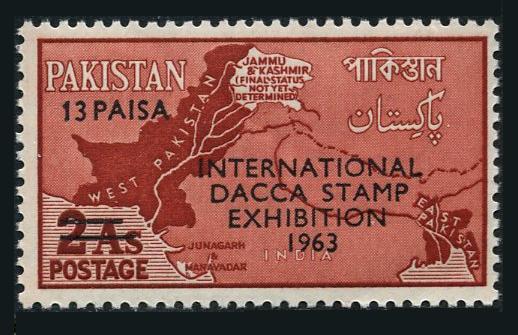 PAKISTAN
পাকিস্তান
پاکستان
13 PAISA
JAMMU
& KASHMIR
(FINAL STATUS
NOT YET
DETERMINED)
WEST PAKISTAN
INTERNATIONAL
DACCA STAMP
EXHIBITION
1963
2 As
POSTAGE
JUNAGARH
&
MANAVADAR
INDIA
EAST
PAKISTAN